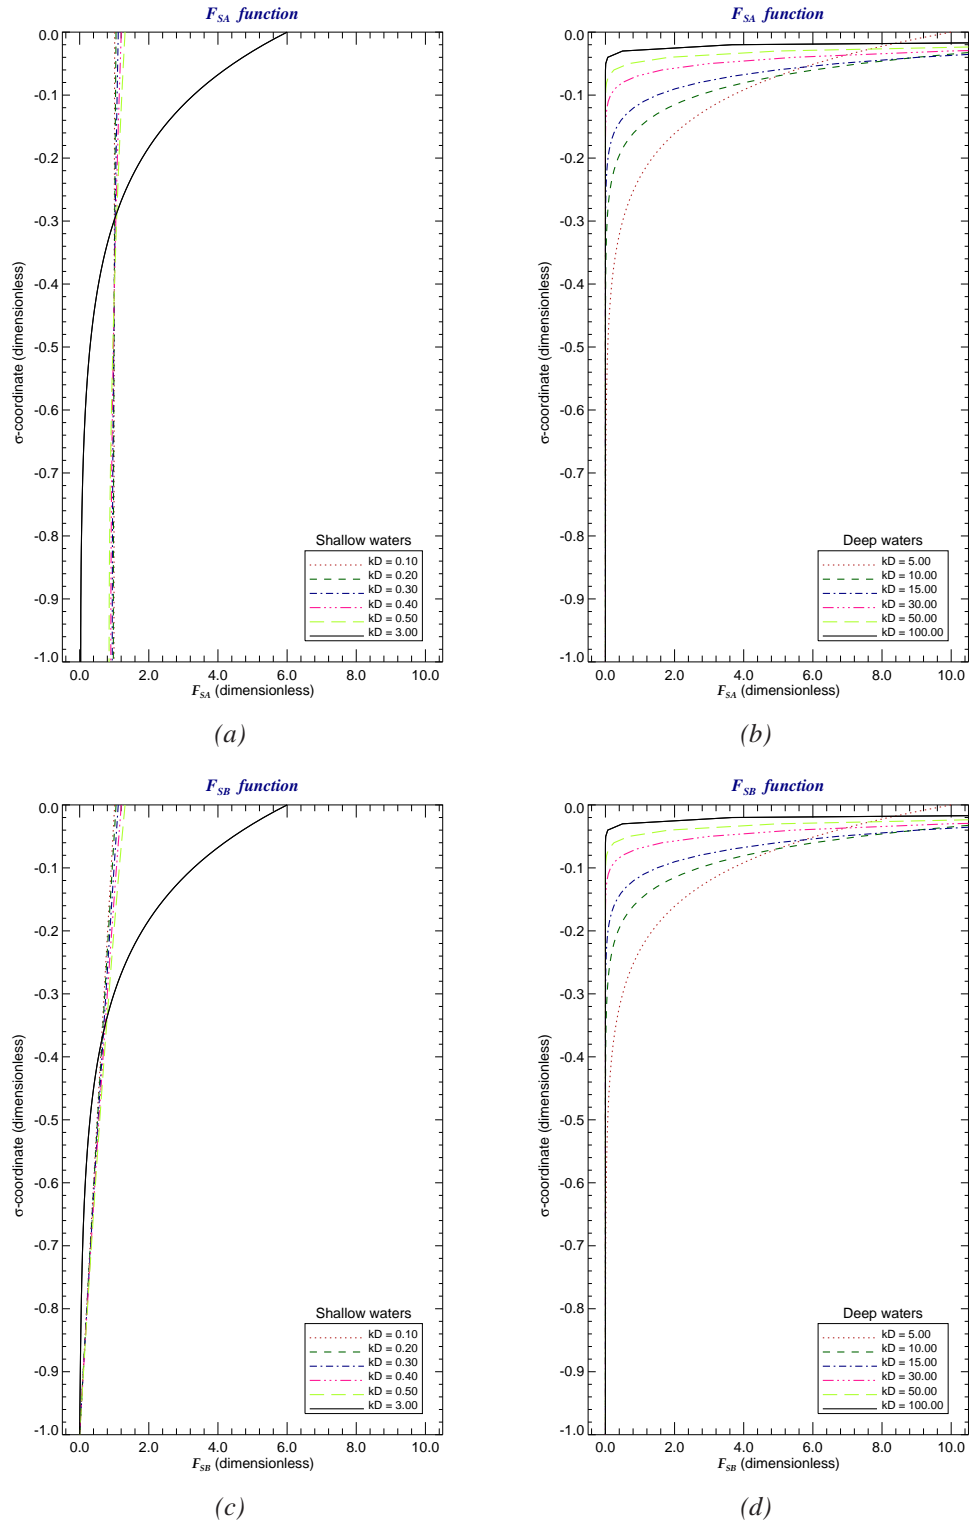 F_SA function
0.0
-0.1
-0.2
-0.3
-0.4
-0.5
-0.6
-0.7
-0.8
-0.9
-1.0
σ-coordinate (dimensionless)
Shallow waters
kD = 0.10
kD = 0.20
kD = 0.30
kD = 0.40
kD = 0.50
kD = 3.00
0.0 2.0 4.0 6.0 8.0 10.0
F_SA (dimensionless)
(a)
F_SA function
0.0
-0.1
-0.2
-0.3
-0.4
-0.5
-0.6
-0.7
-0.8
-0.9
-1.0
σ-coordinate (dimensionless)
Deep waters
kD = 5.00
kD = 10.00
kD = 15.00
kD = 30.00
kD = 50.00
kD = 100.00
0.0 2.0 4.0 6.0 8.0 10.0
F_SA (dimensionless)
(b)
F_SB function
0.0
-0.1
-0.2
-0.3
-0.4
-0.5
-0.6
-0.7
-0.8
-0.9
-1.0
σ-coordinate (dimensionless)
Shallow waters
kD = 0.10
kD = 0.20
kD = 0.30
kD = 0.40
kD = 0.50
kD = 3.00
0.0 2.0 4.0 6.0 8.0 10.0
F_SB (dimensionless)
(c)
F_SB function
0.0
-0.1
-0.2
-0.3
-0.4
-0.5
-0.6
-0.7
-0.8
-0.9
-1.0
σ-coordinate (dimensionless)
Deep waters
kD = 5.00
kD = 10.00
kD = 15.00
kD = 30.00
kD = 50.00
kD = 100.00
0.0 2.0 4.0 6.0 8.0 10.0
F_SB (dimensionless)
(d)